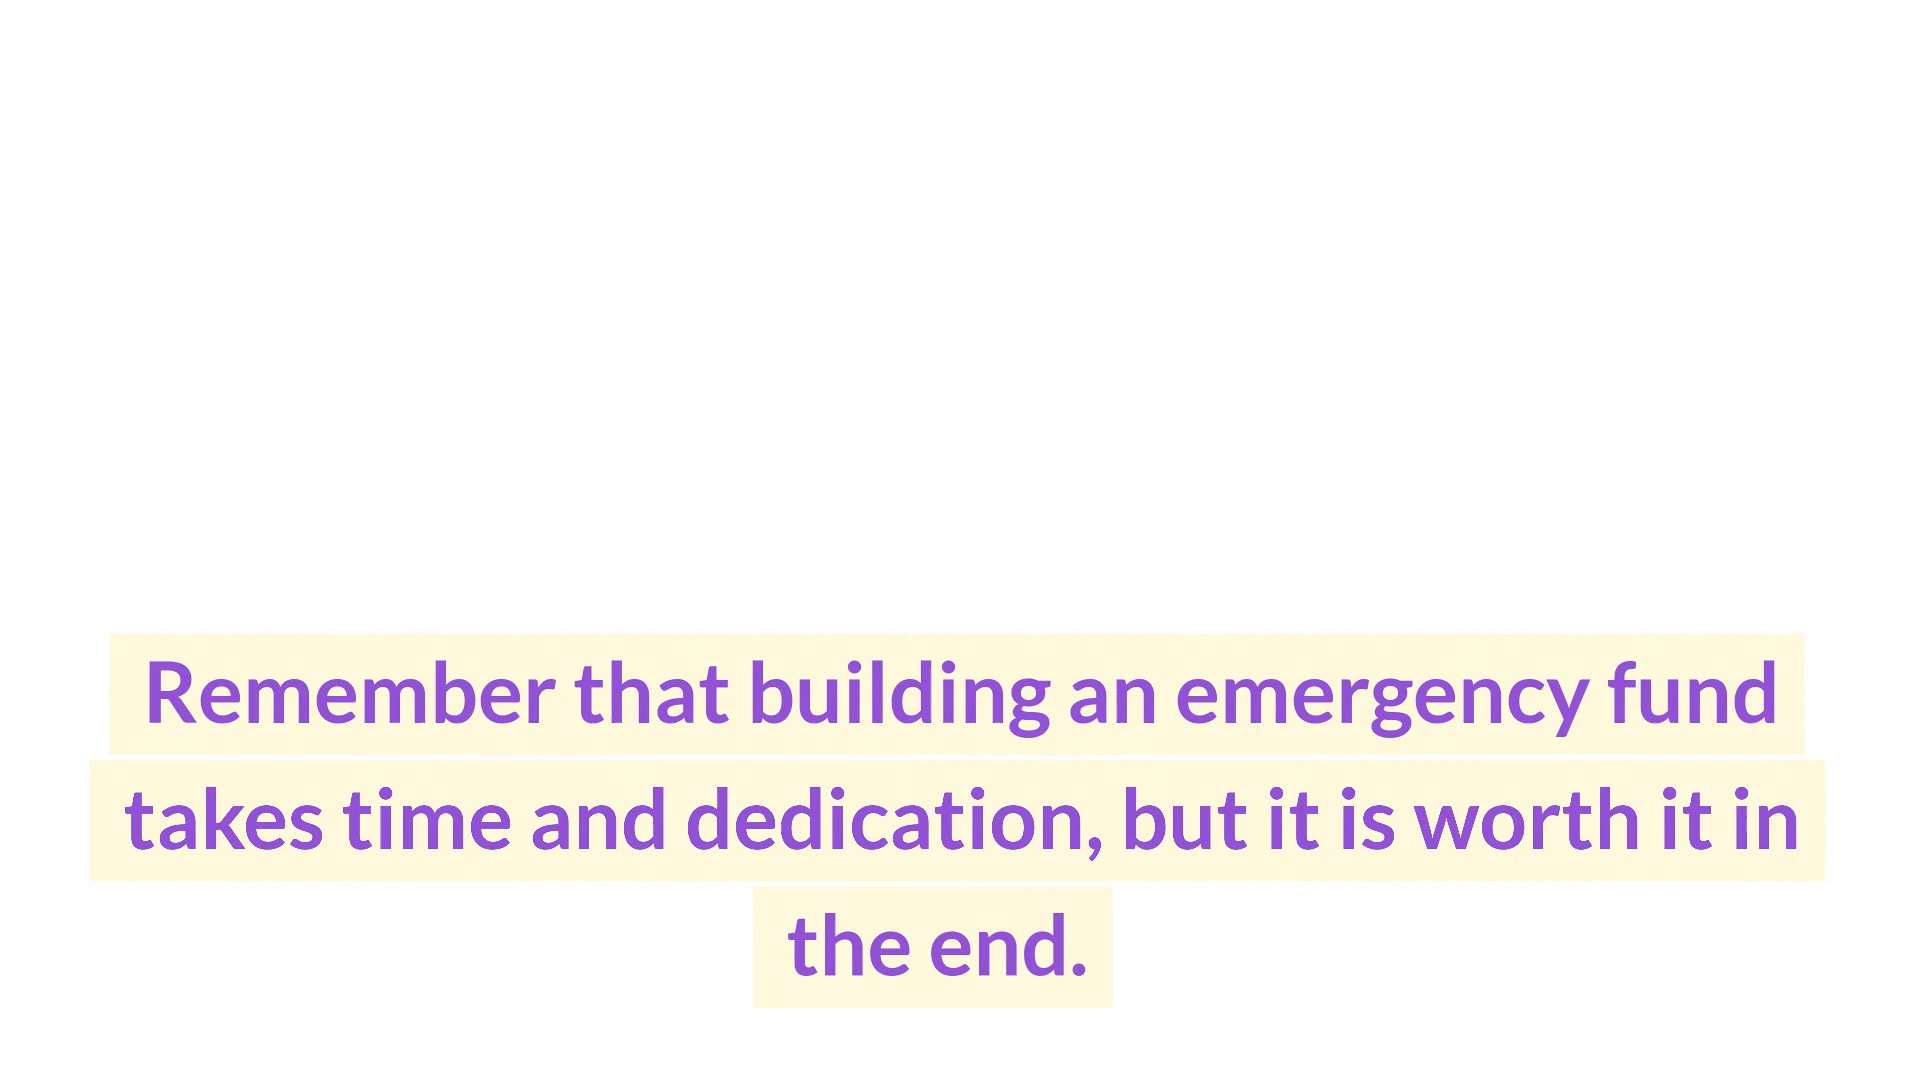 Remember that building an emergency fund
takes time and dedication, but it is worth it in
the end.